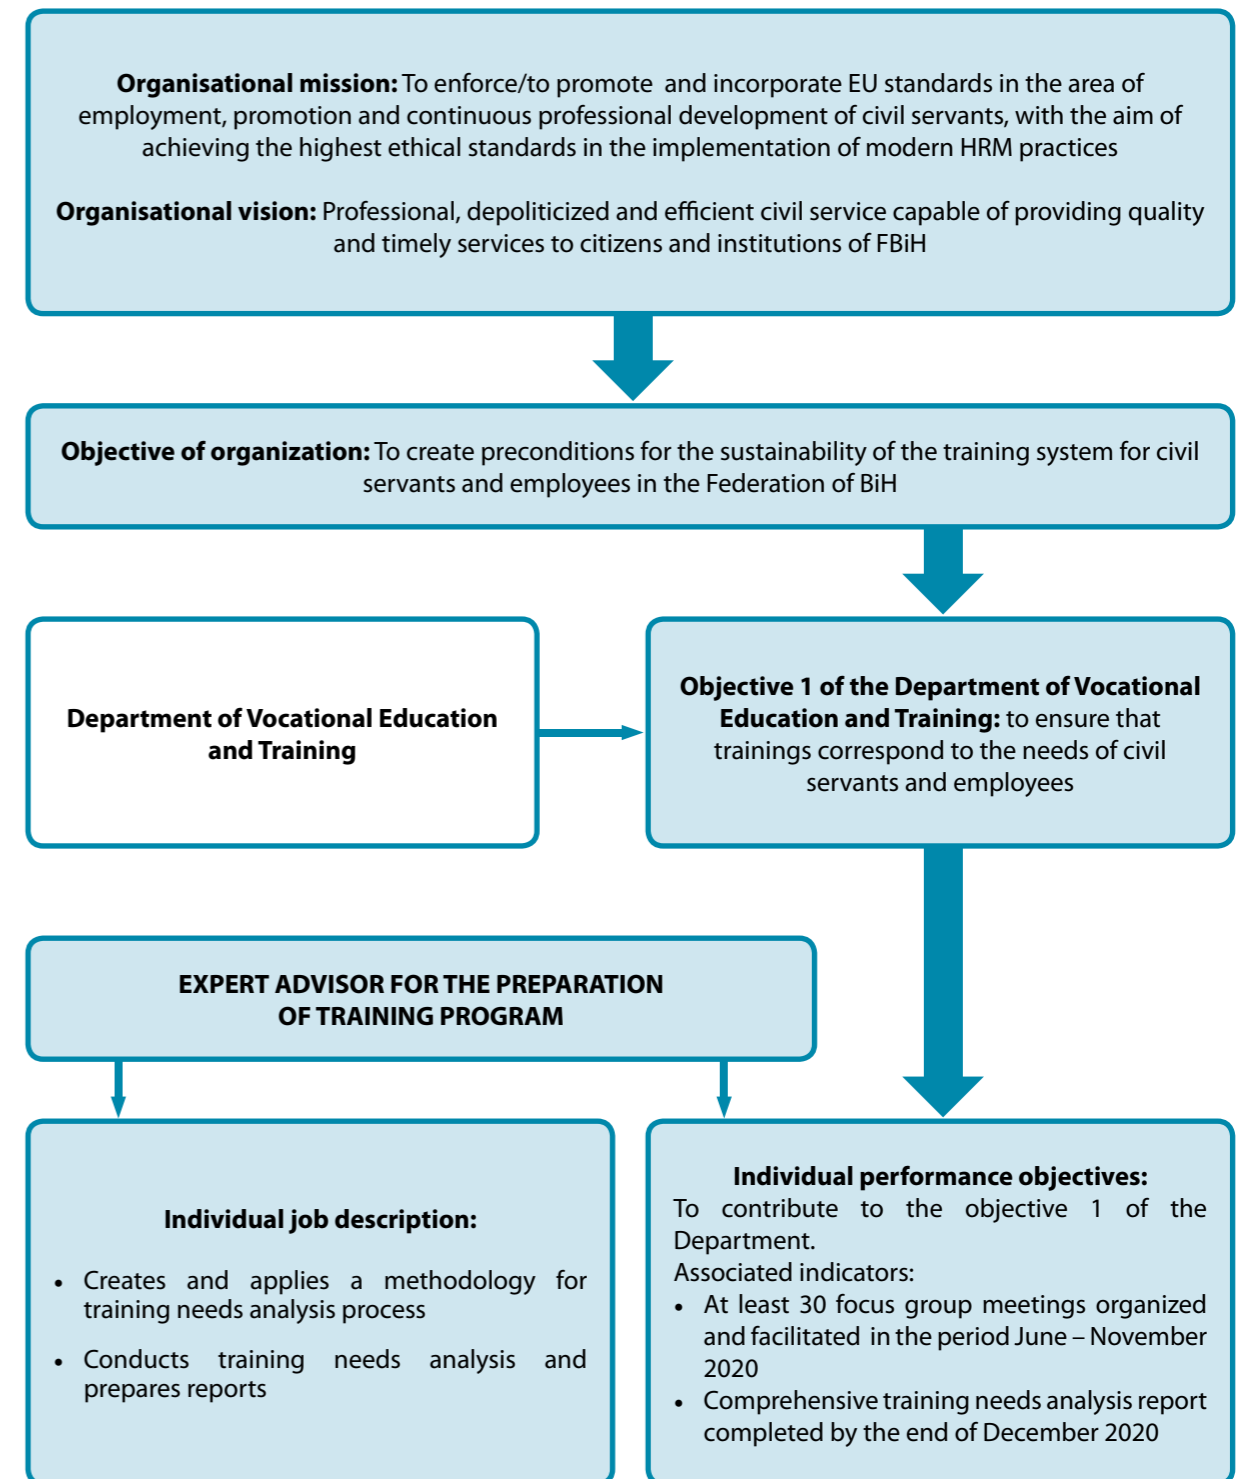 Organisational mission: To enforce/to promote and incorporate EU standards in the area of
employment, promotion and continuous professional development of civil servants, with the aim of
achieving the highest ethical standards in the implementation of modern HRM practices
Organisational vision: Professional, depoliticized and efficient civil service capable of providing quality
and timely services to citizens and institutions of FBiH
Objective of organization: To create preconditions for the sustainability of the training system for civil
servants and employees in the Federation of BiH
Department of Vocational Education
and Training
Objective 1 of the Department of Vocational
Education and Training: to ensure that
trainings correspond to the needs of civil
servants and employees
EXPERT ADVISOR FOR THE PREPARATION
OF TRAINING PROGRAM
Individual job description:
• Creates and applies a methodology for
training needs analysis process
• Conducts training needs analysis and
prepares reports
Individual performance objectives:
To contribute to the objective 1 of the
Department.
Associated indicators:
• At least 30 focus group meetings organized
and facilitated in the period June – November
2020
• Comprehensive training needs analysis report
completed by the end of December 2020